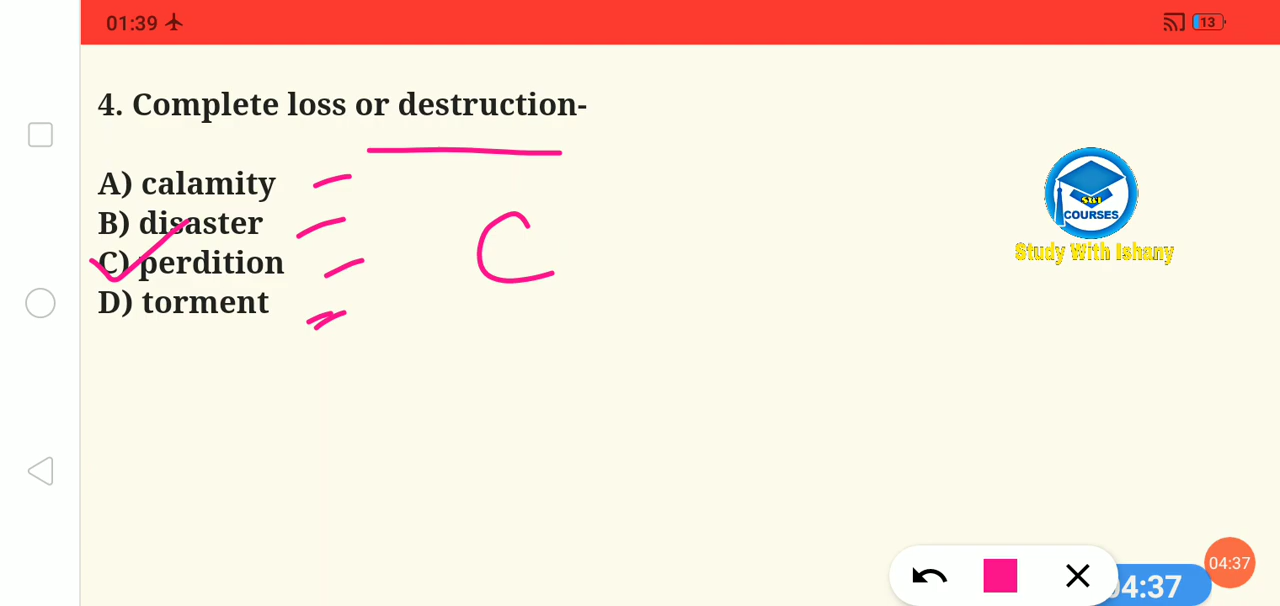 01:39
13
4. Complete loss or destruction-
A) calamity
B) disaster
C) perdition
D) torment
C
SWI
COURSES
Study With Ishany
04:37
04:37